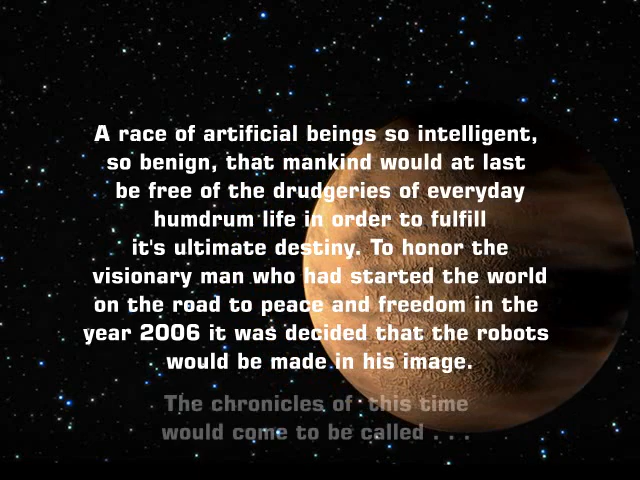 A race of artificial beings so intelligent,
so benign, that mankind would at last
be free of the drudgeries of everyday
humdrum life in order to fulfill
it's ultimate destiny. To honor the
visionary man who had started the world
on the road to peace and freedom in the
year 2006 it was decided that the robots
would be made in his image.
The chronicles of this time
would come to be called . . .